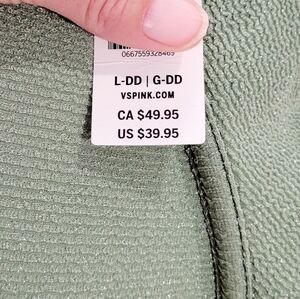 0667559328469
L-DD | G-DD
VSPINK.COM
CA $49.95
US $39.95